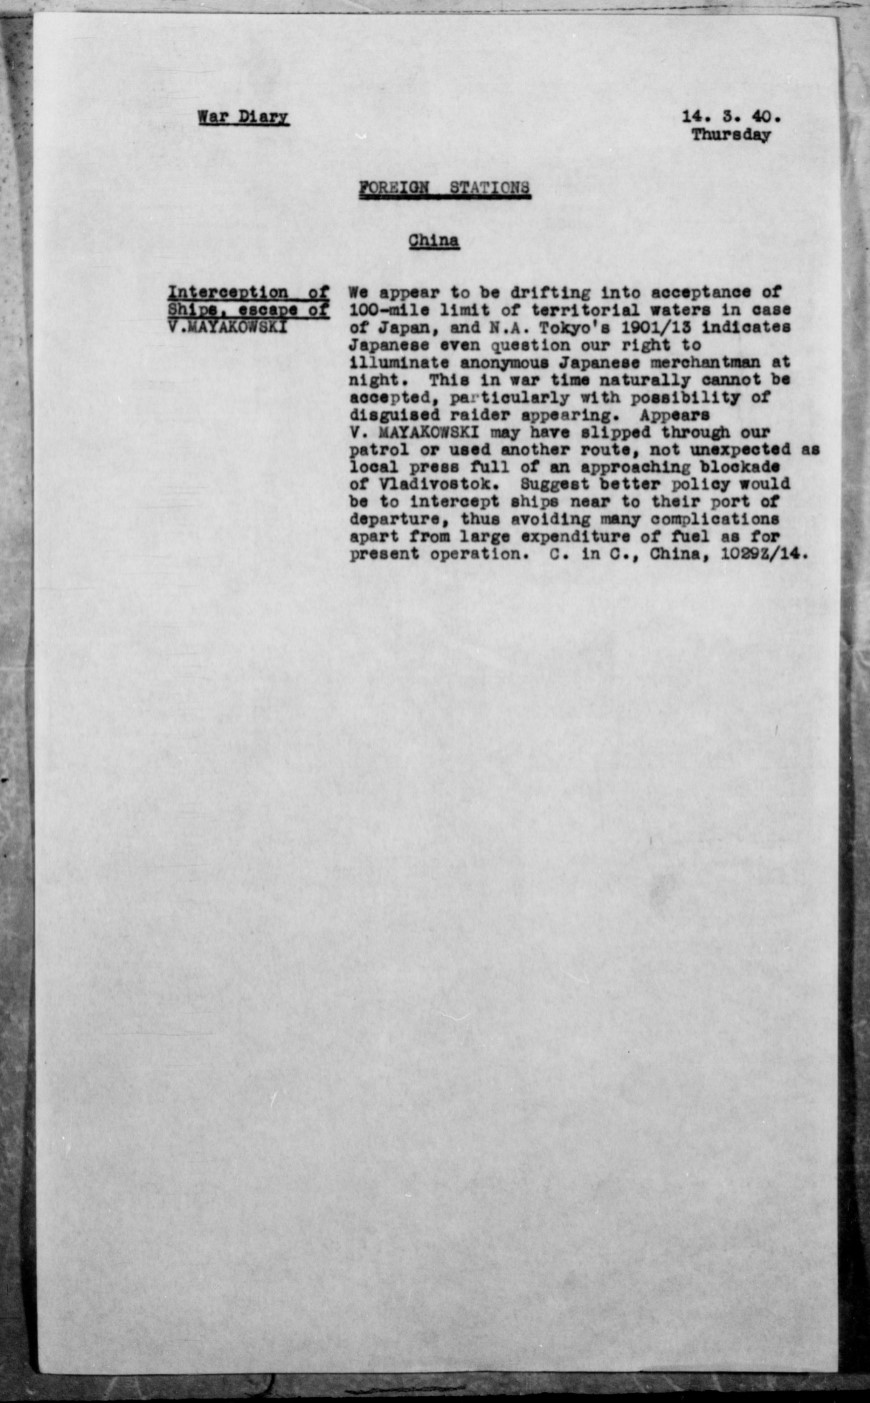 War Diary
14. 3. 40.
Thursday
FOREIGN STATIONS
China
Interception of
Ships, escape of
V.MAYAKOWSKI
We appear to be drifting into acceptance of
100-mile limit of territorial waters in case
of Japan, and N.A. Tokyo's 1901/13 indicates
Japanese even question our right to
illuminate anonymous Japanese merchantman at
night. This in war time naturally cannot be
accepted, particularly with possibility of
disguised raider appearing. Appears
V. MAYAKOWSKI may have slipped through our
patrol or used another route, not unexpected as
local press full of an approaching blockade
of Vladivostok. Suggest better policy would
be to intercept ships near to their port of
departure, thus avoiding many complications
apart from large expenditure of fuel as for
present operation. C. in C., China, 1029Z/14.